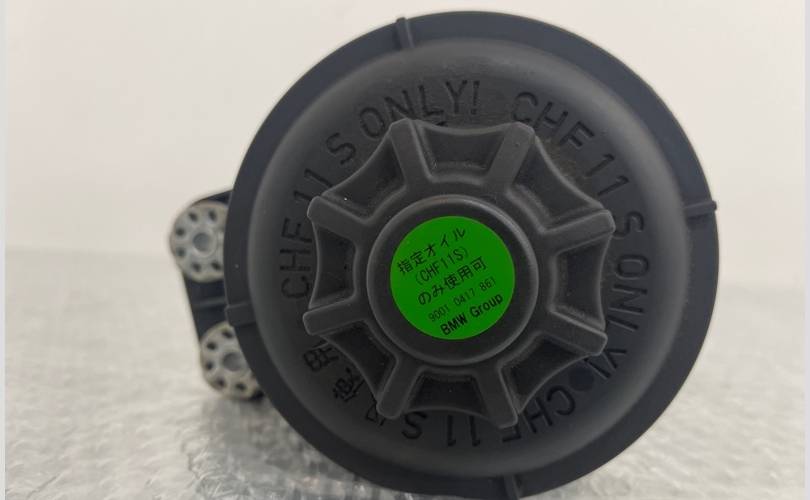 CHF 11 S ONLY!
CHF 11 S ONLY!
CHF 11 S
指定オイル
(CHF11S)
のみ使用可
9001 0417 861
BMW Group